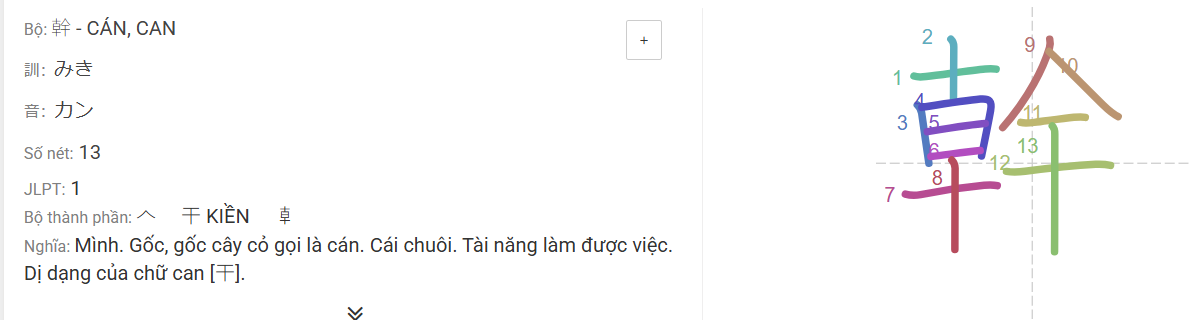 Bộ: 幹 - CÁN, CAN
+
訓: みき
音: カン
Số nét: 13
JLPT: 1
Bộ thành phần: 𠆢 干 KIỀN 𠦝
Nghĩa: Mình. Gốc, gốc cây cỏ gọi là cán. Cái chuôi. Tài năng làm được việc.
Dị dạng của chữ can [干].
幹
1
2
3
4
5
6
7
8
9
10
11
12
13